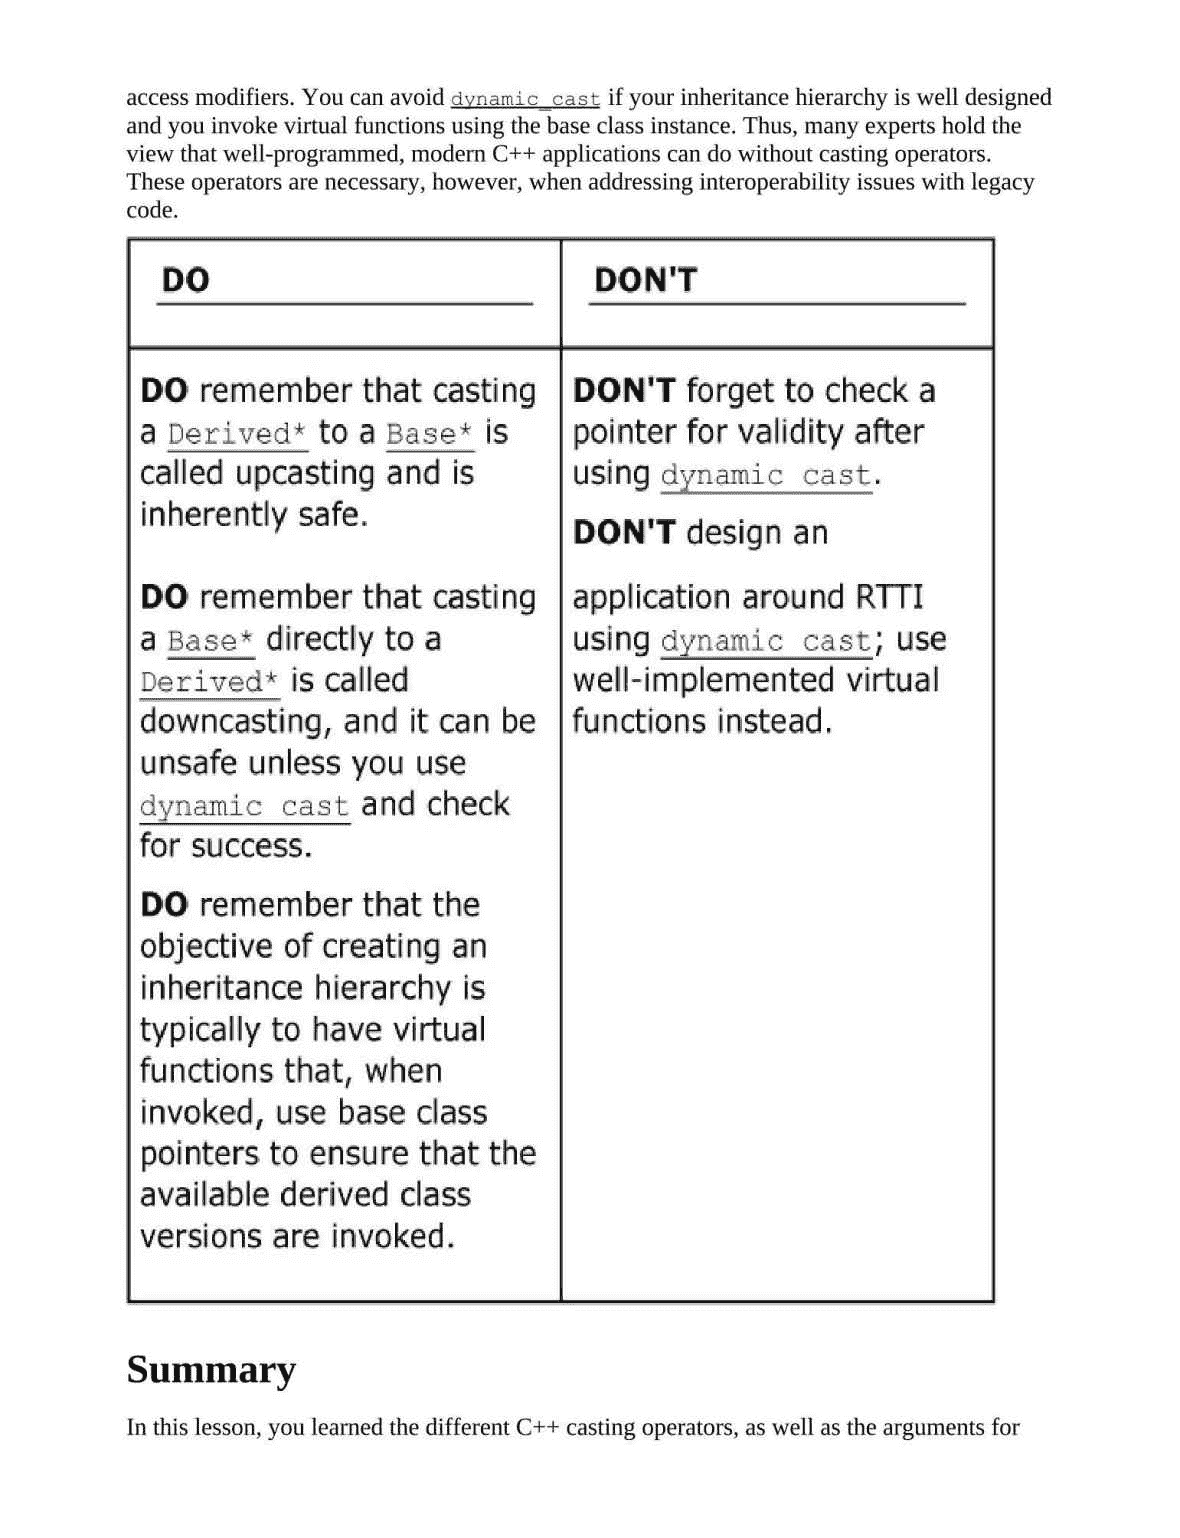 access modifiers. You can avoid dynamic_cast if your inheritance hierarchy is well designed
and you invoke virtual functions using the base class instance. Thus, many experts hold the
view that well-programmed, modern C++ applications can do without casting operators.
These operators are necessary, however, when addressing interoperability issues with legacy
code.
DO
DON'T
DO remember that casting
a Derived* to a Base* is
called upcasting and is
inherently safe.
DO remember that casting
a Base* directly to a
Derived* is called
downcasting, and it can be
unsafe unless you use
dynamic cast and check
for success.
DO remember that the
objective of creating an
inheritance hierarchy is
typically to have virtual
functions that, when
invoked, use base class
pointers to ensure that the
available derived class
versions are invoked.
DON'T forget to check a
pointer for validity after
using dynamic cast.
DON'T design an
application around RTTI
using dynamic cast; use
well-implemented virtual
functions instead.
Summary
In this lesson, you learned the different C++ casting operators, as well as the arguments for